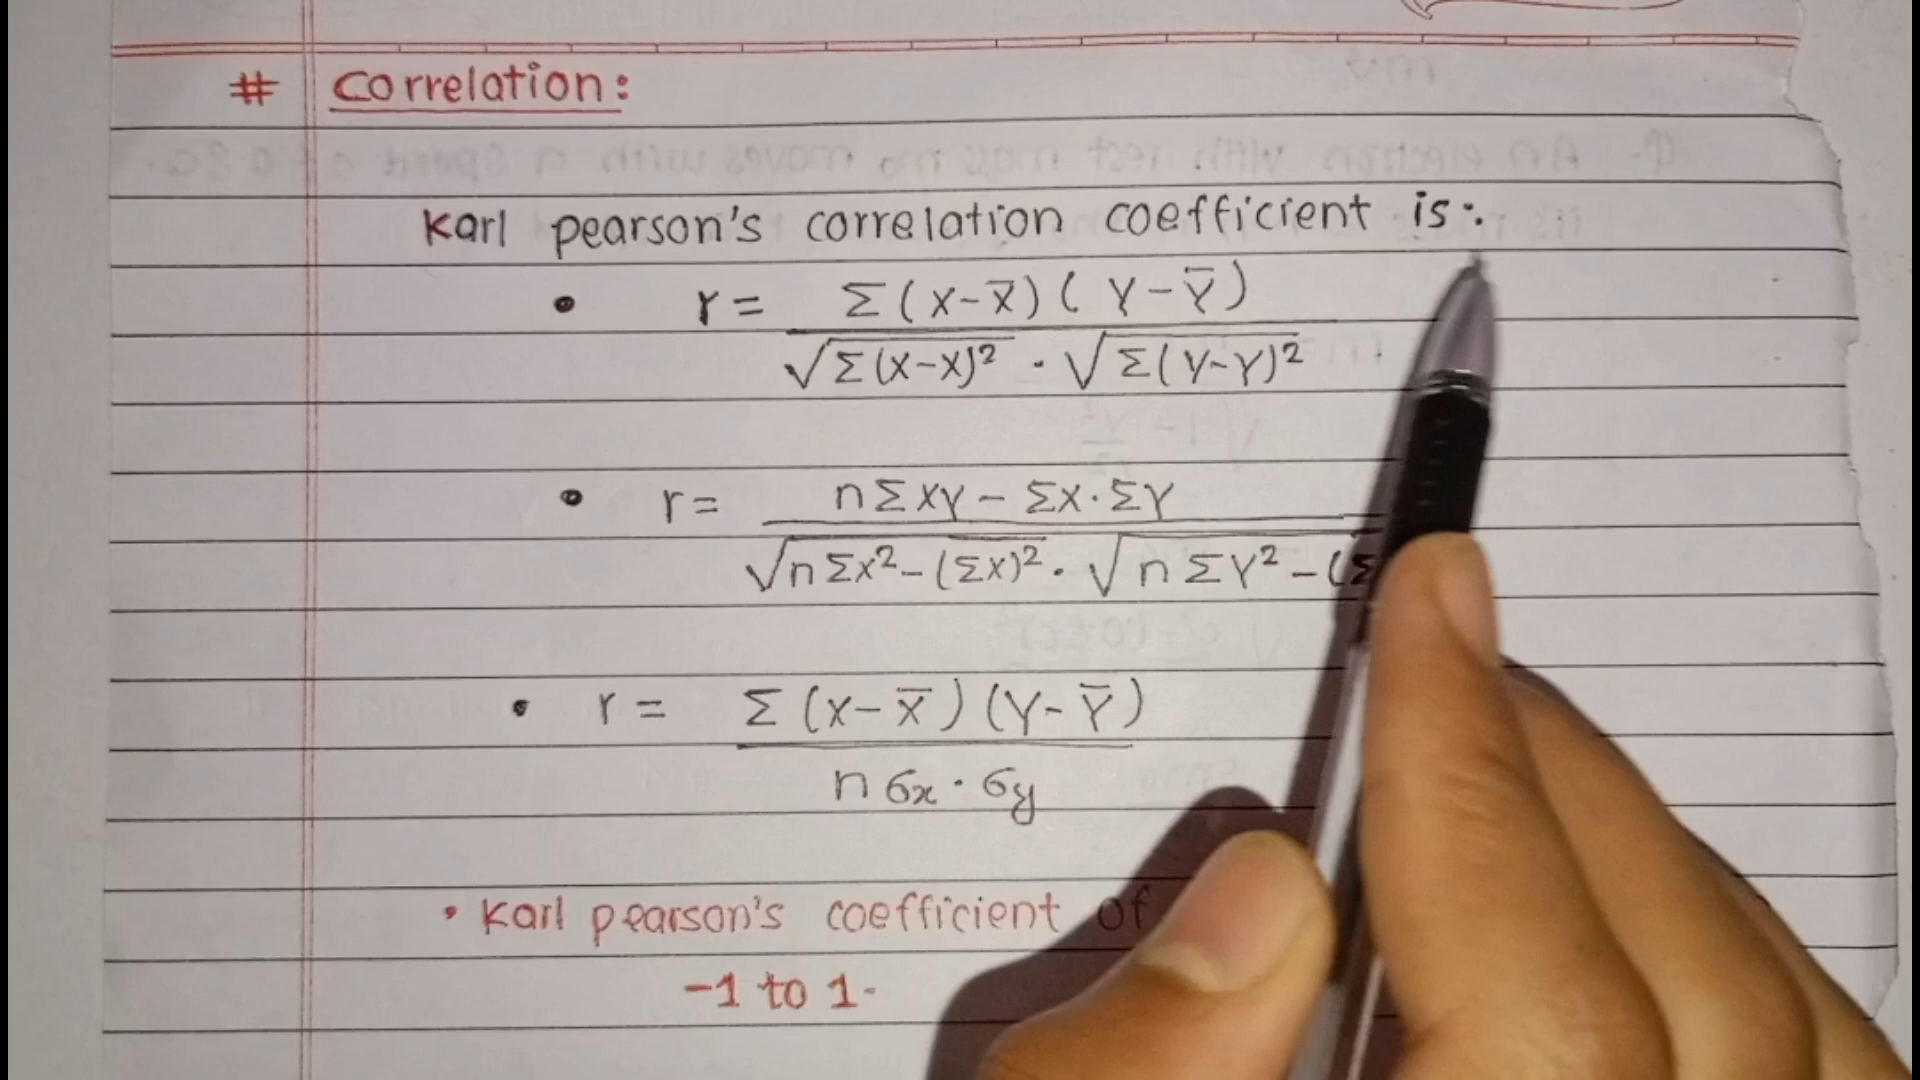 # Correlation:
Karl pearson's correlation coefficient is:.
• r = Σ(X-X̅)(Y-Y̅)
√Σ(X-X)² · √Σ(Y-Y)²
• r = nΣXY - ΣX·ΣY
√nΣX² - (ΣX)² · √nΣY² - (Σ
• r = Σ(X-X̅)(Y-Y̅)
nσx · σy
• Karl pearson's coefficient of
-1 to 1.